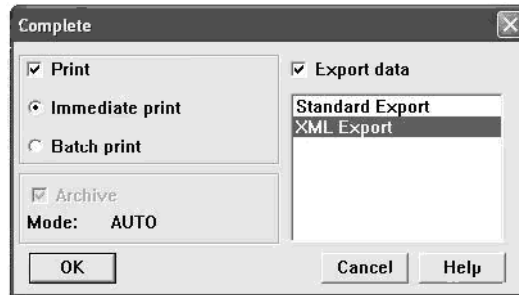 Complete
Print
Immediate print
Batch print
Archive
Mode: AUTO
Export data
Standard Export
XML Export
OK
Cancel
Help